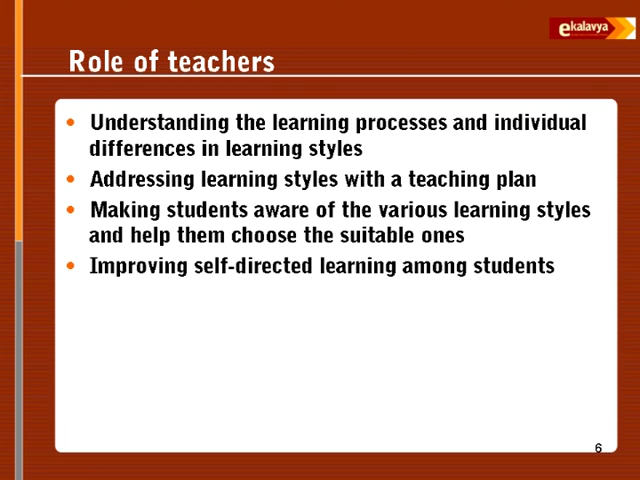 ekalavya
Role of teachers
• Understanding the learning processes and individual
differences in learning styles
• Addressing learning styles with a teaching plan
• Making students aware of the various learning styles
and help them choose the suitable ones
• Improving self-directed learning among students
6